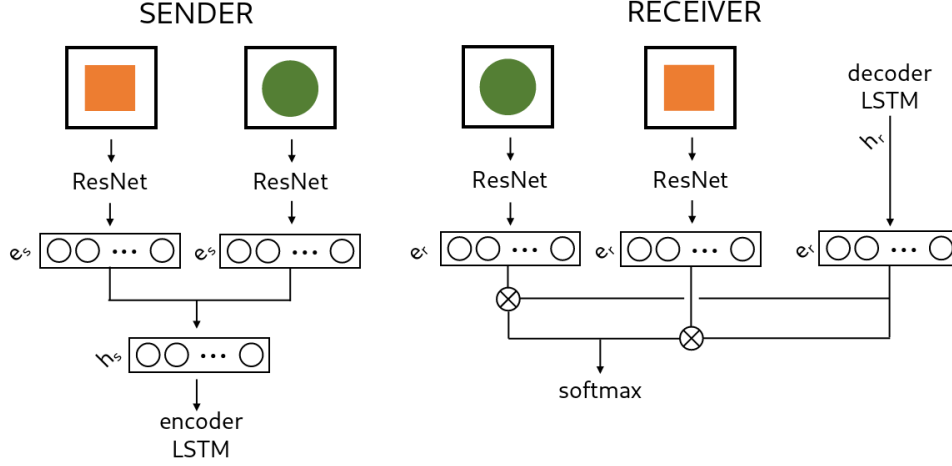 SENDER
RECEIVER
ResNet
ResNet
ResNet
ResNet
decoder
LSTM
hᵣ
eₛ
eₛ
eᵣ
eᵣ
eᵣ
hₛ
encoder
LSTM
softmax